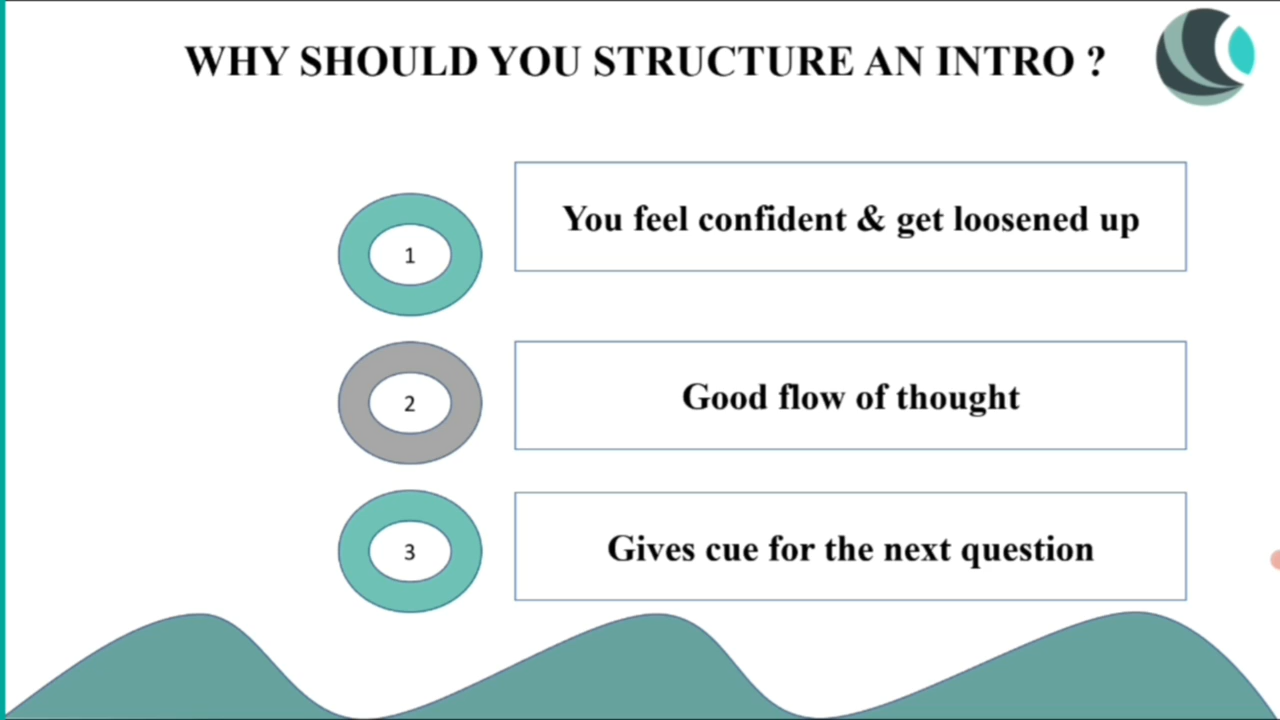 WHY SHOULD YOU STRUCTURE AN INTRO ?
1
You feel confident & get loosened up
2
Good flow of thought
3
Gives cue for the next question